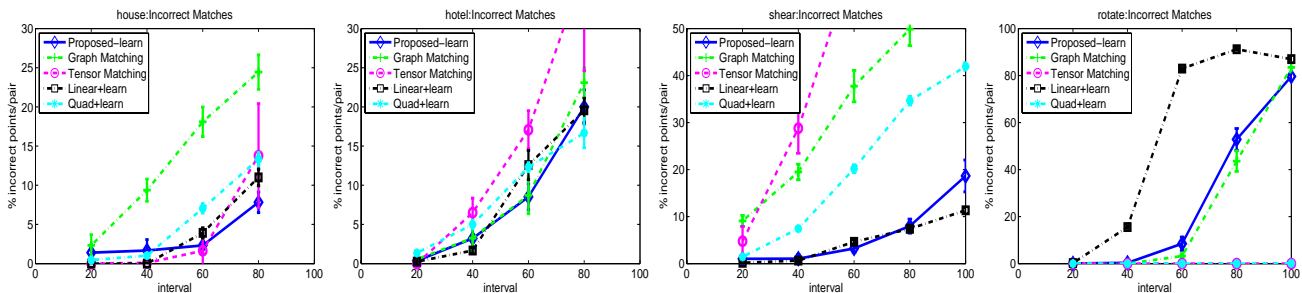 house:Incorrect Matches
30
25
20
15
10
5
0
% incorrect points/pair
0 20 40 60 80 100
interval
Proposed−learn
Graph Matching
Tensor Matching
Linear+learn
Quad+learn
hotel:Incorrect Matches
30
25
20
15
10
5
0
% incorrect points/pair
0 20 40 60 80 100
interval
Proposed−learn
Graph Matching
Tensor Matching
Linear+learn
Quad+learn
shear:Incorrect Matches
50
40
30
20
10
0
% incorrect points/pair
0 20 40 60 80 100
interval
Proposed−learn
Graph Matching
Tensor Matching
Linear+learn
Quad+learn
rotate:Incorrect Matches
100
80
60
40
20
0
% incorrect points/pair
0 20 40 60 80 100
interval
Proposed−learn
Graph Matching
Tensor Matching
Linear+learn
Quad+learn